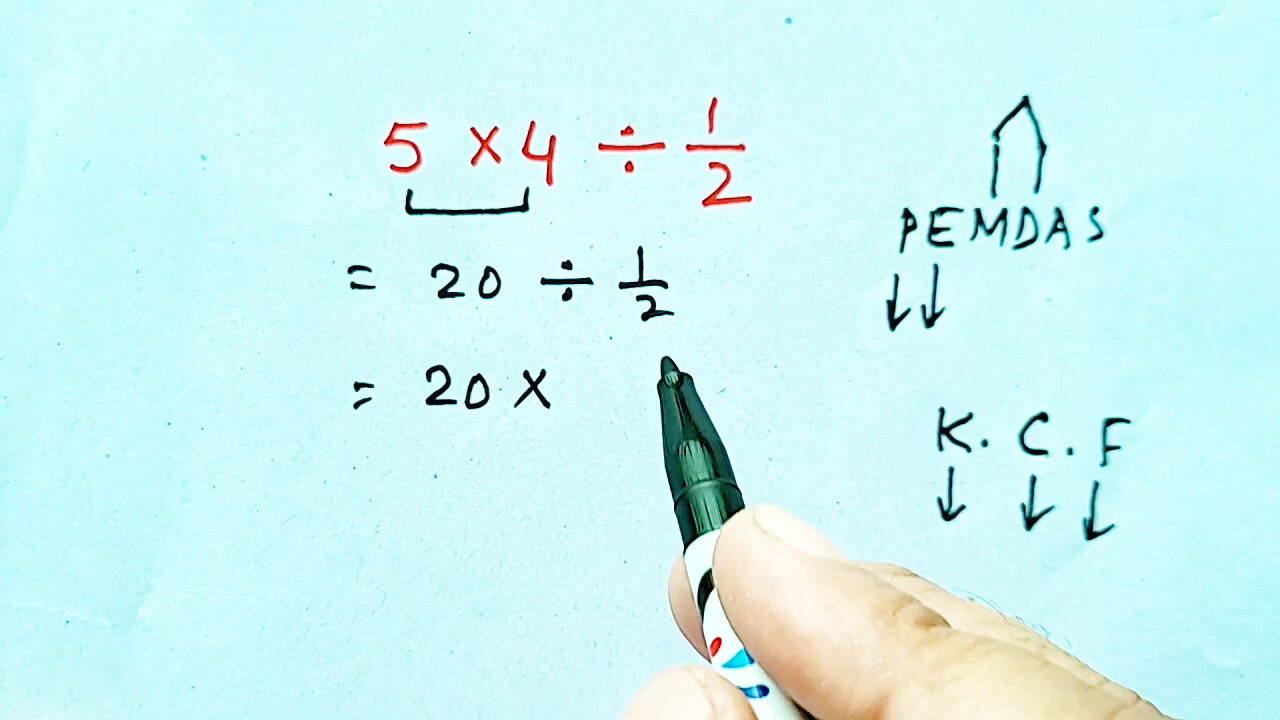 5 × 4 ÷ 1/2
= 20 ÷ 1/2
= 20 ×
PEMDAS
K. C. F